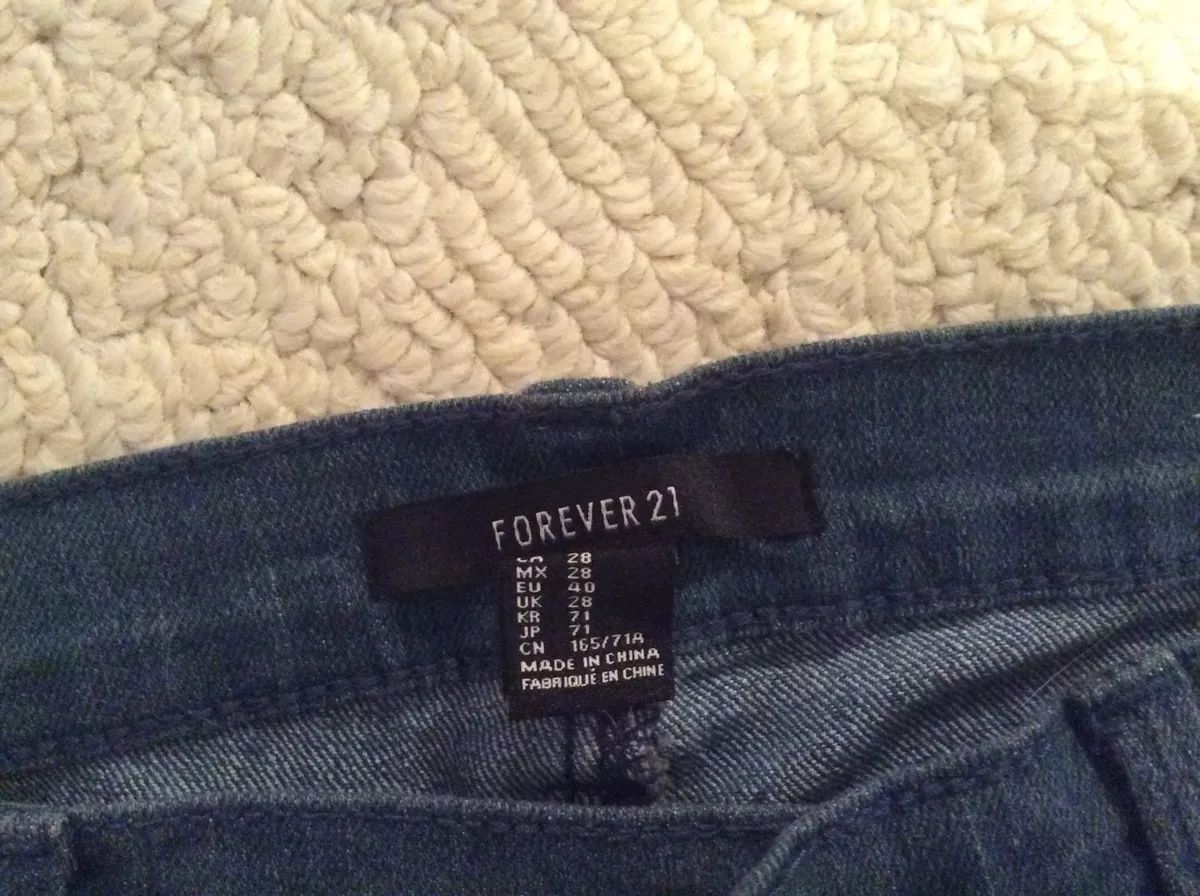 FOREVER 21
28
MX 28
EU 40
UK 28
KR 71
JP 71
CN 165/71A
MADE IN CHINA
FABRIQUÉ EN CHINE